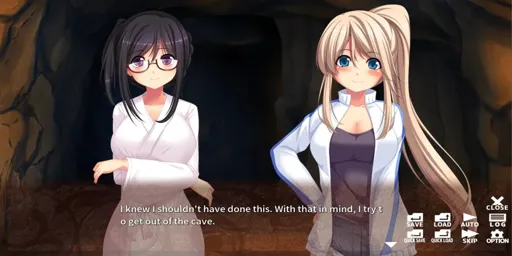 I knew I shouldn't have done this. With that in mind, I try t
o get out of the cave.
CLOSE
SAVE LOAD AUTO LOG
QUICK SAVE QUICK LOAD SKIP OPTION